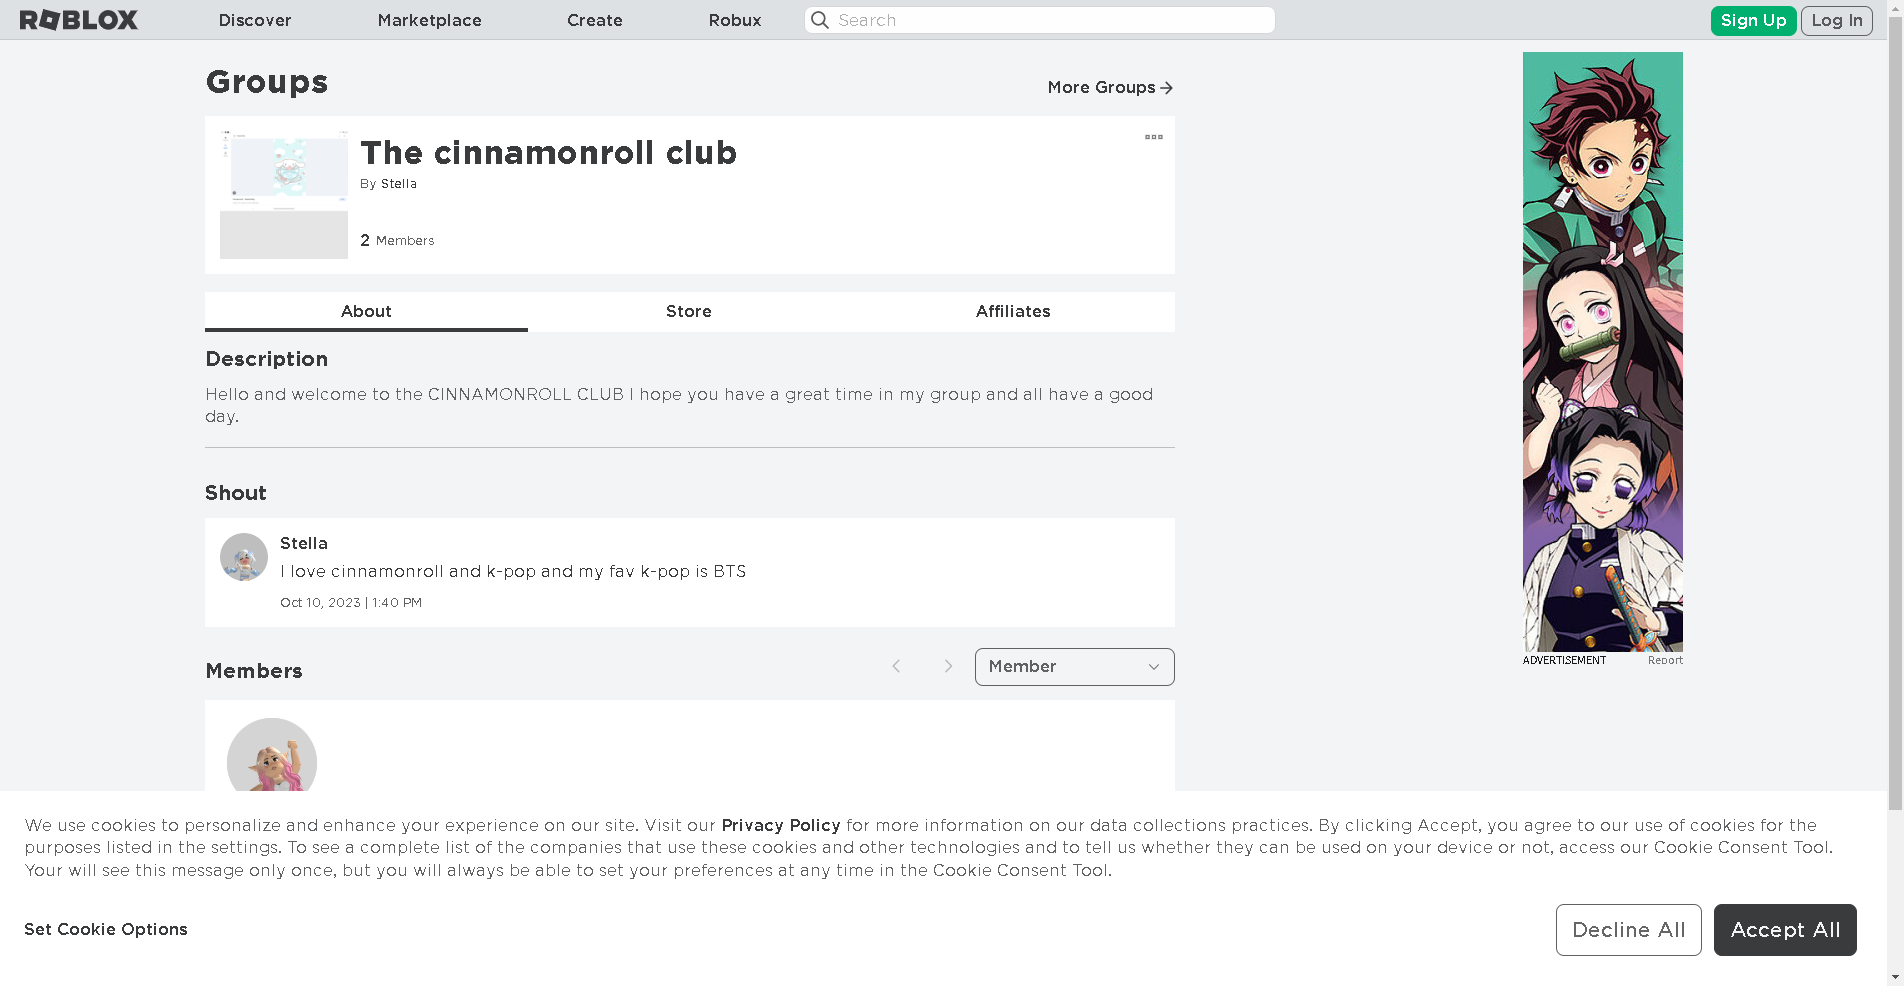 ROBLOX
Discover
Marketplace
Create
Robux
Search
Sign Up
Log In
Groups
More Groups
The cinnamonroll club
By Stella
2 Members
About
Store
Affiliates
Description
Hello and welcome to the CINNAMONROLL CLUB I hope you have a great time in my group and all have a good
day.
Shout
Stella
I love cinnamonroll and k-pop and my fav k-pop is BTS
Oct 10, 2023 | 1:40 PM
Members
Member
ADVERTISEMENT
Report
We use cookies to personalize and enhance your experience on our site. Visit our Privacy Policy for more information on our data collections practices. By clicking Accept, you agree to our use of cookies for the
purposes listed in the settings. To see a complete list of the companies that use these cookies and other technologies and to tell us whether they can be used on your device or not, access our Cookie Consent Tool.
Your will see this message only once, but you will always be able to set your preferences at any time in the Cookie Consent Tool.
Set Cookie Options
Decline All
Accept All